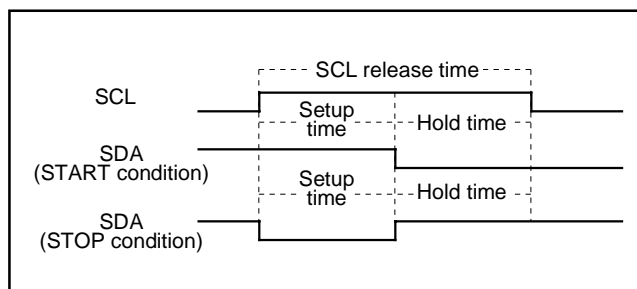 SCL release time
SCL
Setup
time
Hold time
SDA
(START condition)
Setup
time
Hold time
SDA
(STOP condition)